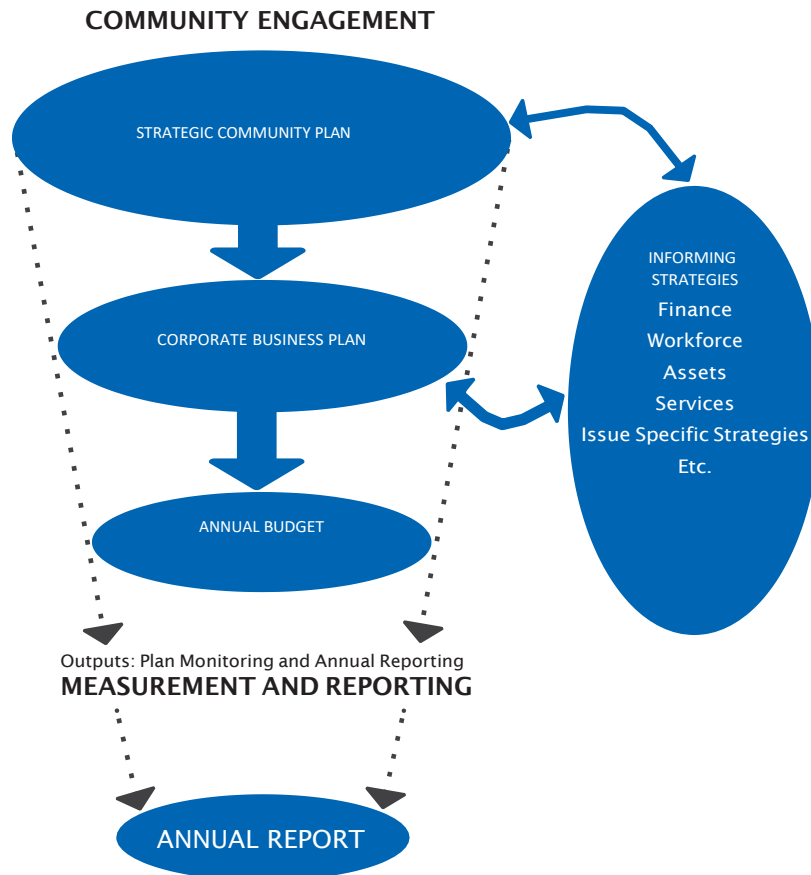 COMMUNITY ENGAGEMENT
STRATEGIC COMMUNITY PLAN
INFORMING
STRATEGIES
Finance
Workforce
Assets
Services
Issue Specific Strategies
Etc.
CORPORATE BUSINESS PLAN
ANNUAL BUDGET
Outputs: Plan Monitoring and Annual Reporting
MEASUREMENT AND REPORTING
ANNUAL REPORT